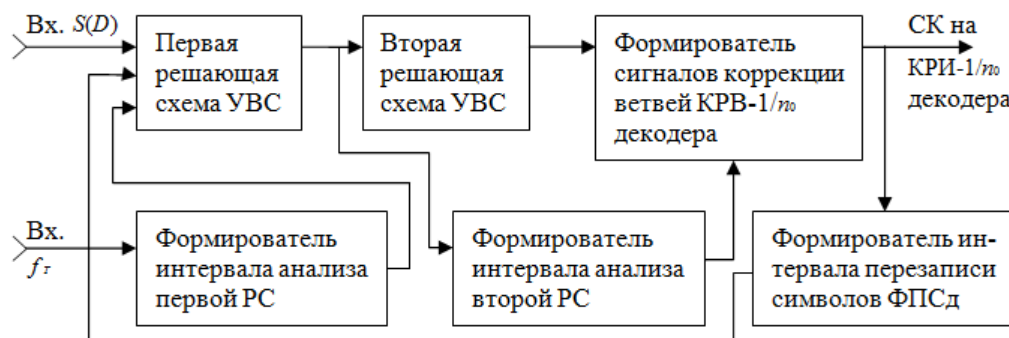 Вх. S(D)
Первая
решающая
схема УВС
Вторая
решающая
схема УВС
Формирователь
сигналов коррекции
ветвей КРВ-1/n₀
декодера
СК на
КРИ-1/n₀
декодера
Вх.
fт
Формирователь
интервала анализа
первой РС
Формирователь
интервала анализа
второй РС
Формирователь ин-
тервала перезаписи
символов ФПСд